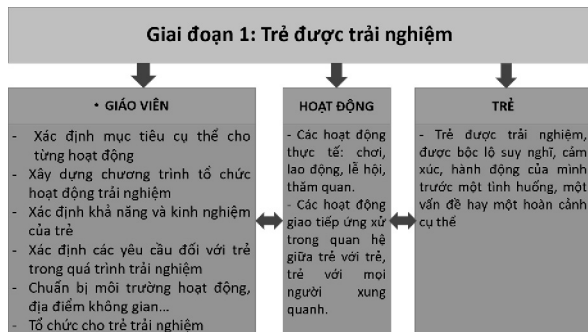 Giai đoạn 1: Trẻ được trải nghiệm
• GIÁO VIÊN
- Xác định mục tiêu cụ thể cho
từng hoạt động
- Xây dựng chương trình tổ chức
hoạt động trải nghiệm
- Xác định khả năng và kinh nghiệm
của trẻ
- Xác định các yêu cầu đối với trẻ
trong quá trình trải nghiệm
- Chuẩn bị môi trường hoạt động,
địa điểm không gian...
- Tổ chức cho trẻ trải nghiệm
HOẠT ĐỘNG
- Các hoạt động
thực tế: chơi,
lao động, lễ hội,
thăm quan.
- Các hoạt động
giao tiếp ứng xử
trong quan hệ
giữa trẻ với trẻ,
trẻ với mọi
người xung
quanh.
TRẺ
- Trẻ được trải nghiệm,
được bộc lộ suy nghĩ, cảm
xúc, hành động của mình
trước một tình huống, một
vấn đề hay một hoàn cảnh
cụ thể